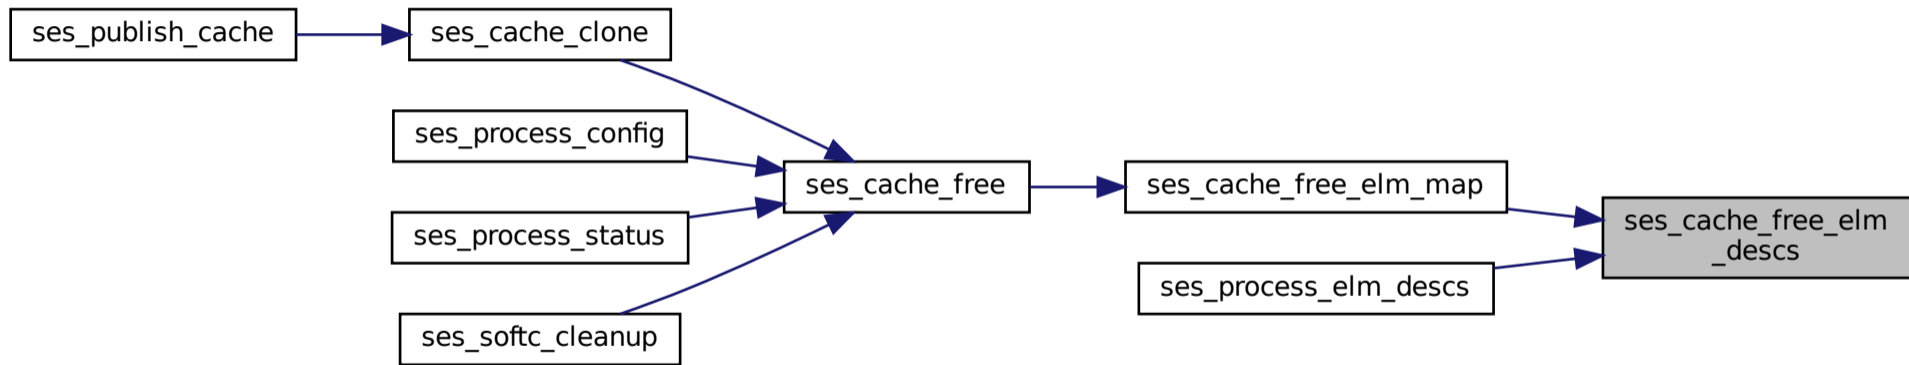 ses_publish_cache
ses_cache_clone
ses_process_config
ses_cache_free
ses_cache_free_elm_map
ses_cache_free_elm
_descs
ses_process_status
ses_process_elm_descs
ses_softc_cleanup